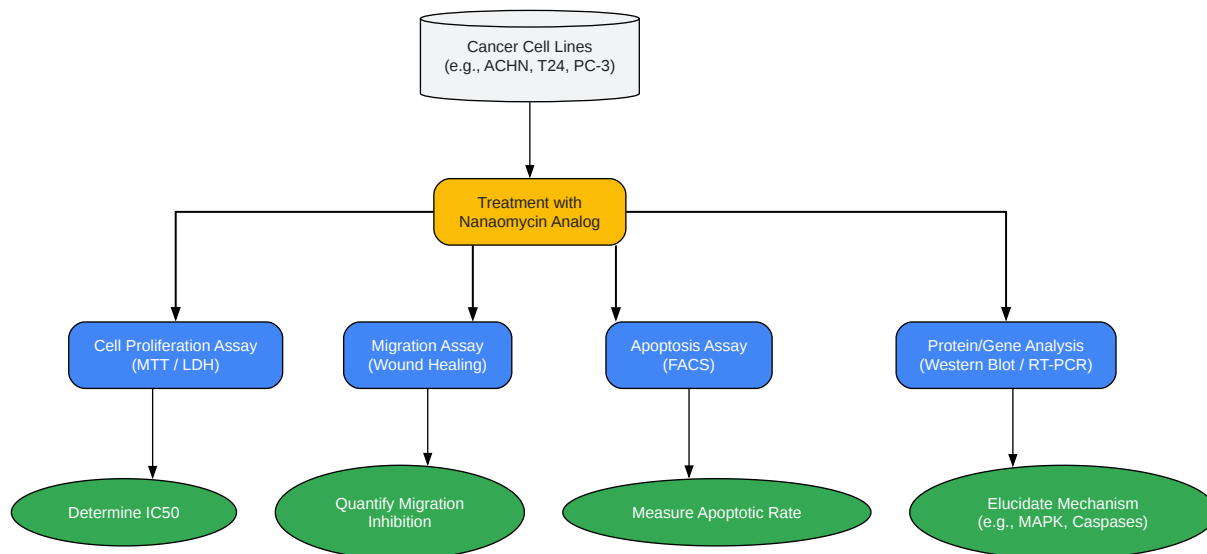 Cancer Cell Lines
(e.g., ACHN, T24, PC-3)
Treatment with
Nanaomycin Analog
Cell Proliferation Assay
(MTT / LDH)
Migration Assay
(Wound Healing)
Apoptosis Assay
(FACS)
Protein/Gene Analysis
(Western Blot / RT-PCR)
Determine IC50
Quantify Migration
Inhibition
Measure Apoptotic Rate
Elucidate Mechanism
(e.g., MAPK, Caspases)